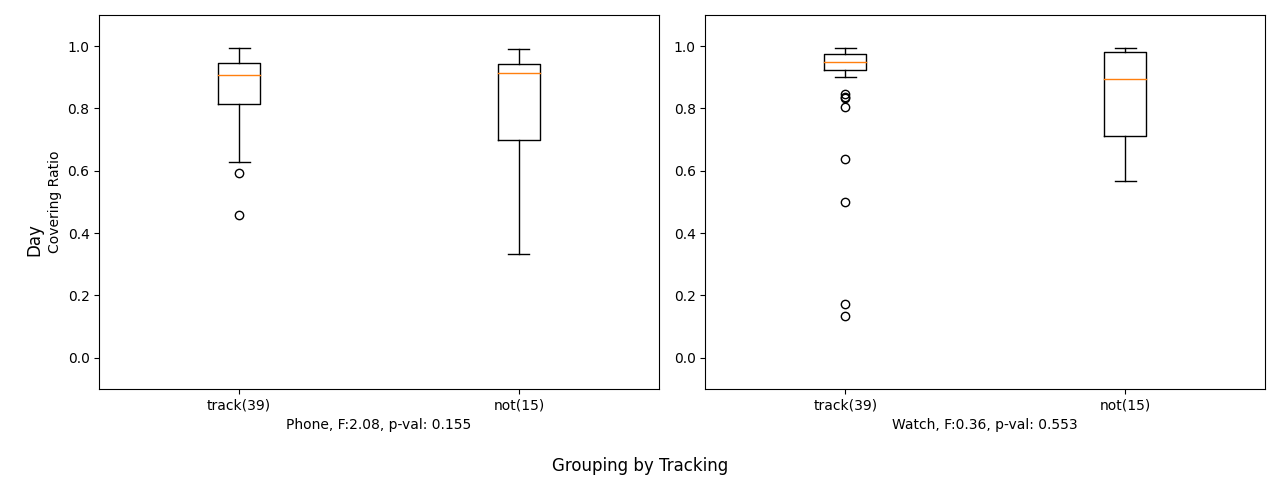 1.0
0.8
0.6
0.4
0.2
0.0
Day
Covering Ratio
track(39)
not(15)
Phone, F:2.08, p-val: 0.155
1.0
0.8
0.6
0.4
0.2
0.0
track(39)
not(15)
Watch, F:0.36, p-val: 0.553
Grouping by Tracking